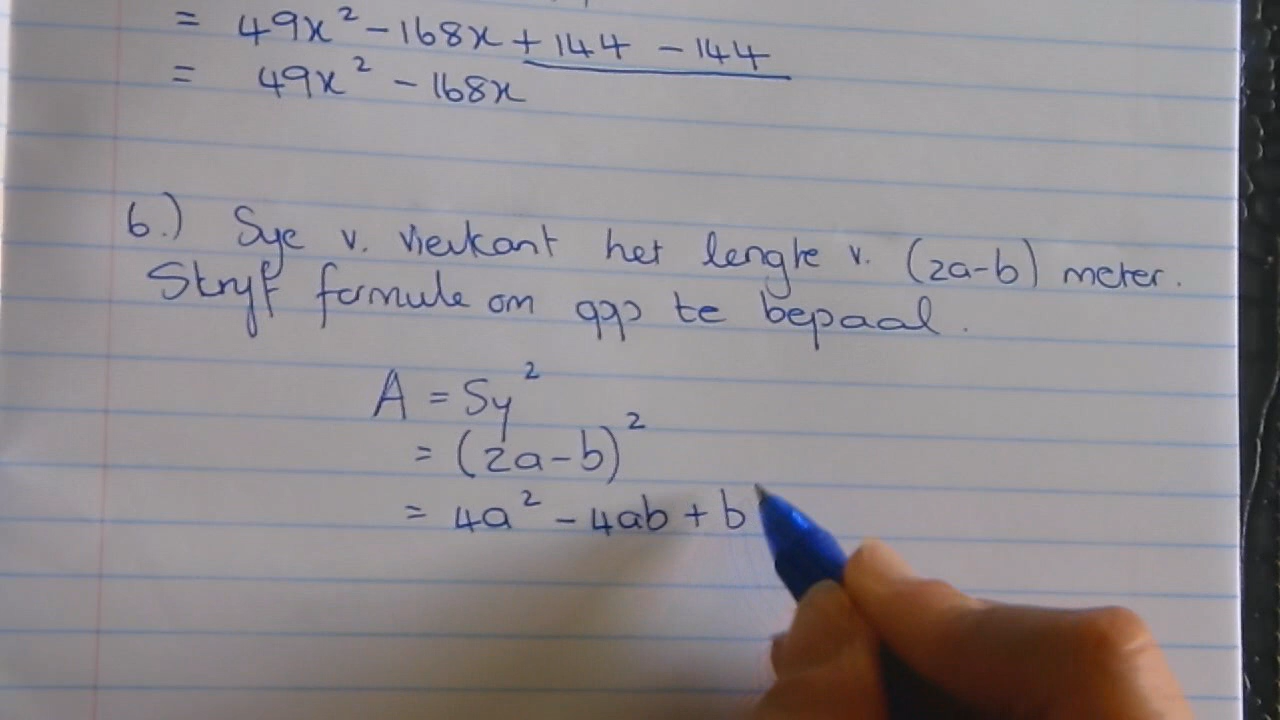 = 49x² - 168x + 144 - 144
= 49x² - 168x
6.) Sye v. vierkant het lengte v. (2a-b) meter.
Skryf formule om opp te bepaal.
A = Sy²
= (2a-b)²
= 4a² - 4ab + b